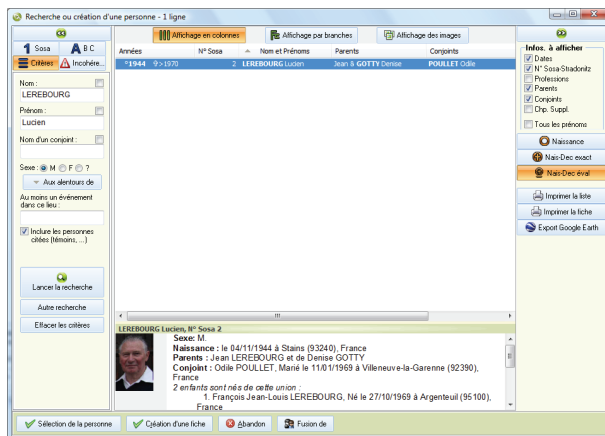 Recherche ou création d'une personne - 1 ligne
1 Sosa
A B C
Critères
Incohére...
Nom :
LEREBOURG
Prénom :
Lucien
Nom d'un conjoint :
Sexe : M F ?
Aux alentours de
Au moins un événement
dans ce lieu :
Inclure les personnes
citées (témoins, ...)
Lancer la recherche
Autre recherche
Effacer les critères
Affichage en colonnes
Affichage par branches
Affichage des images
Années N° Sosa Nom et Prénoms Parents Conjoints
°1944 >1970 2 LEREBOURG Lucien Jean & GOTTY Denise POULLET Odile
LEREBOURG Lucien, N° Sosa 2
Sexe: M.
Naissance : le 04/11/1944 à Stains (93240), France
Parents : Jean LEREBOURG et de Denise GOTTY
Conjoint : Odile POULLET, Marié le 11/01/1969 à Villeneuve-la-Garenne (92390),
France
2 enfants sont nés de cette union :
1. François Jean-Louis LEREBOURG, Né le 27/10/1969 à Argenteuil (95100),
France
Infos. à afficher
Dates
N° Sosa-Stradonitz
Professions
Parents
Conjoints
Chp. Suppl.
Tous les prénoms
Naissance
Nais-Dec exact
Nais-Dec éval
Imprimer la liste
Imprimer la fiche
Export Google Earth
Sélection de la personne
Création d'une fiche
Abandon
Fusion de